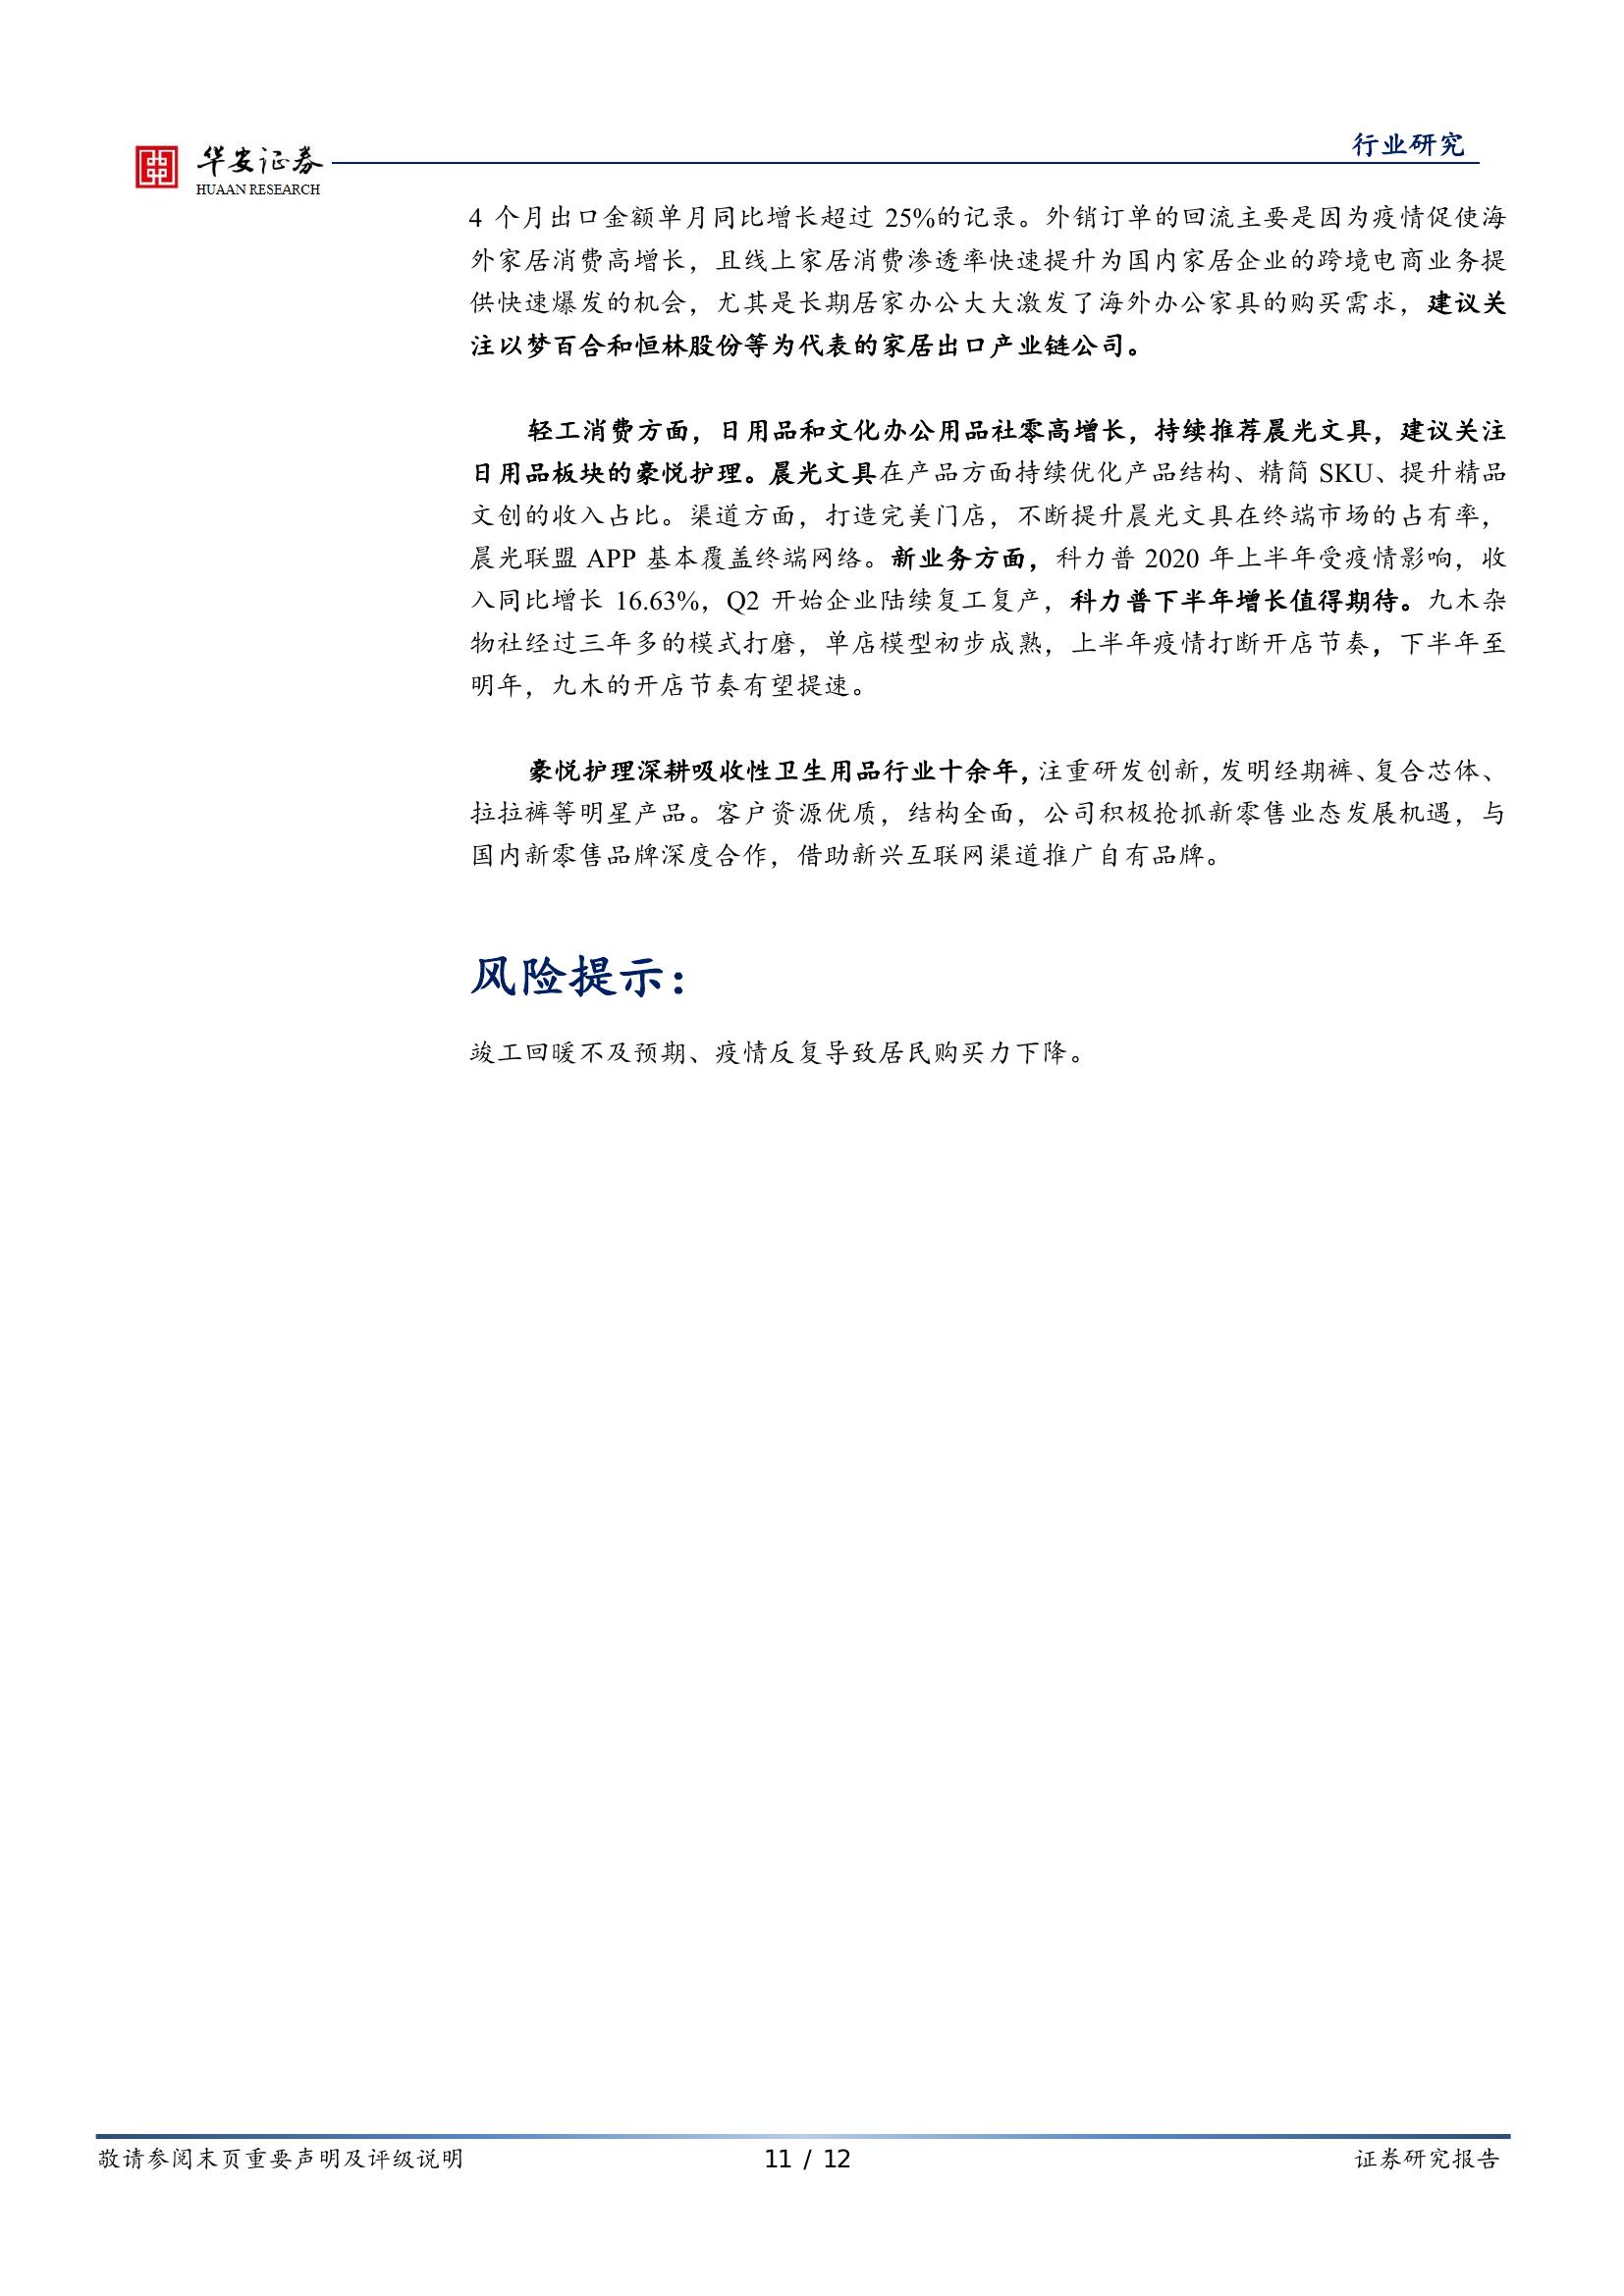 华安证券
HUAAN RESEARCH
行业研究
4 个月出口金额单月同比增长超过 25%的记录。外销订单的回流主要是因为疫情促使海
外家居消费高增长，且线上家居消费渗透率快速提升为国内家居企业的跨境电商业务提
供快速爆发的机会，尤其是长期居家办公大大激发了海外办公家具的购买需求，建议关
注以梦百合和恒林股份等为代表的家居出口产业链公司。
轻工消费方面，日用品和文化办公用品社零高增长，持续推荐晨光文具，建议关注
日用品板块的豪悦护理。晨光文具在产品方面持续优化产品结构、精简 SKU、提升精品
文创的收入占比。渠道方面，打造完美门店，不断提升晨光文具在终端市场的占有率，
晨光联盟 APP 基本覆盖终端网络。新业务方面，科力普 2020 年上半年受疫情影响，收
入同比增长 16.63%，Q2 开始企业陆续复工复产，科力普下半年增长值得期待。九木杂
物社经过三年多的模式打磨，单店模型初步成熟，上半年疫情打断开店节奏，下半年至
明年，九木的开店节奏有望提速。
豪悦护理深耕吸收性卫生用品行业十余年，注重研发创新，发明经期裤、复合芯体、
拉拉裤等明星产品。客户资源优质，结构全面，公司积极抢抓新零售业态发展机遇，与
国内新零售品牌深度合作，借助新兴互联网渠道推广自有品牌。
风险提示：
竣工回暖不及预期、疫情反复导致居民购买力下降。
敬请参阅末页重要声明及评级说明
11 / 12
证券研究报告